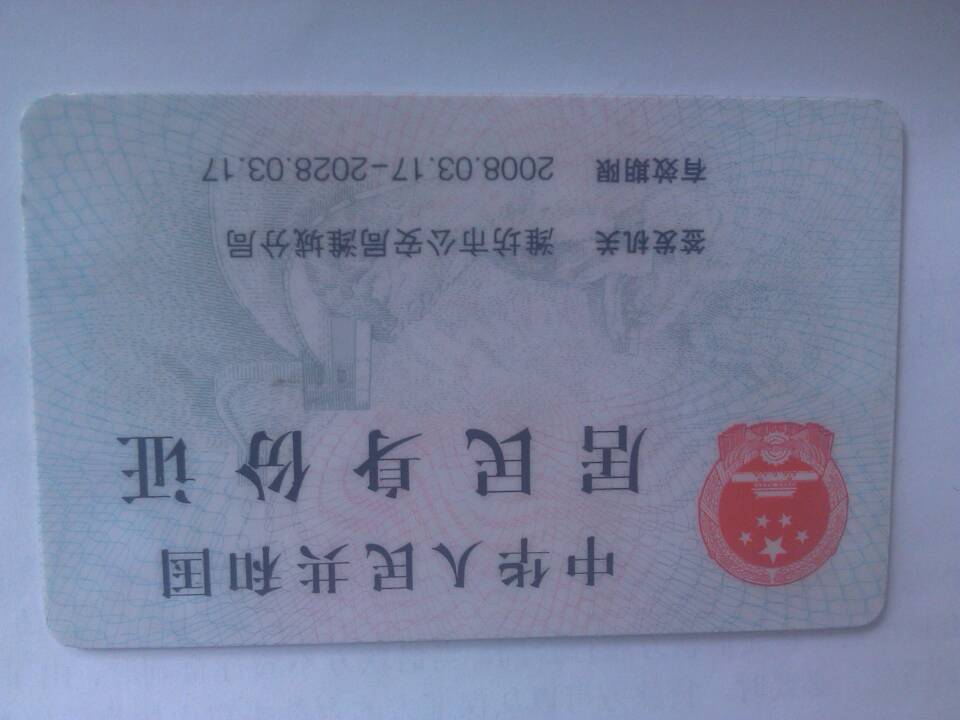 中华人民共和国
居民身份证
签发机关 潍坊市公安局潍城分局
有效期限 2008.03.17-2028.03.17